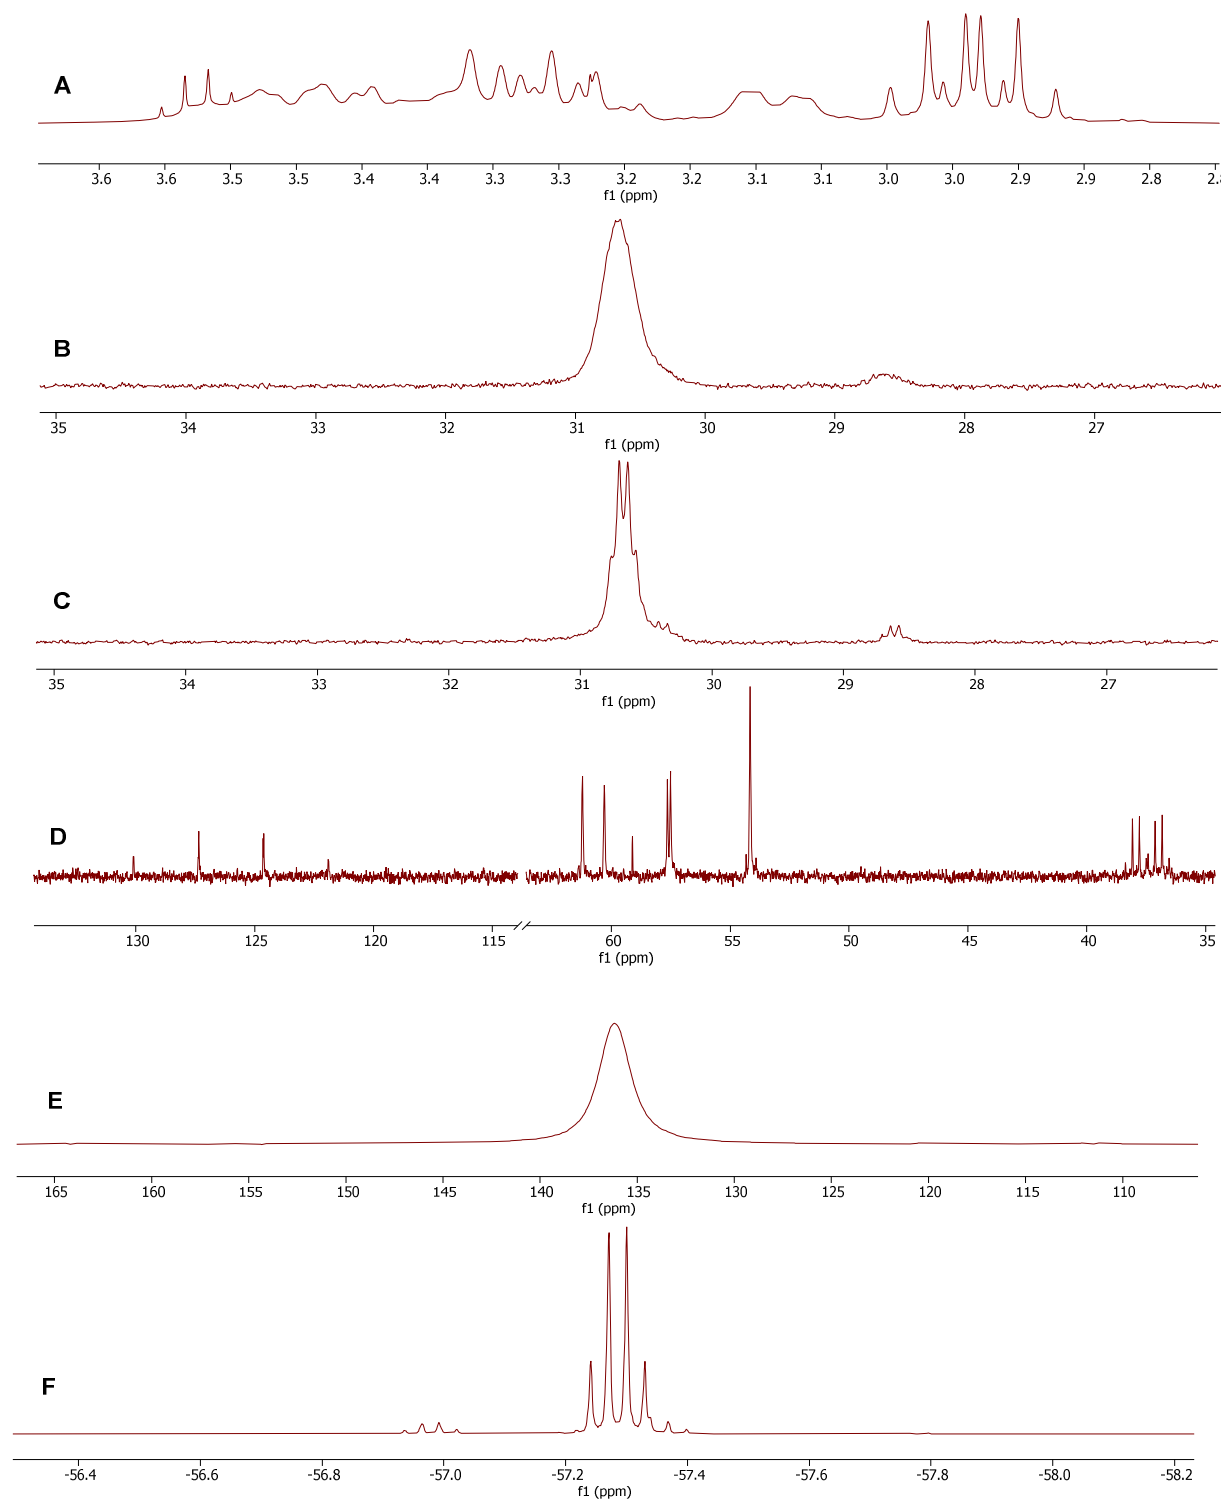 A
3.6 3.6 3.5 3.5 3.4 3.4 3.3 3.3 3.2 3.2 3.1 3.1 3.0 3.0 2.9 2.9 2.8
f1 (ppm)
B
35 34 33 32 31 30 29 28 27
f1 (ppm)
C
35 34 33 32 31 30 29 28 27
f1 (ppm)
D
130 125 120 115 60 55 50 45 40 35
f1 (ppm)
E
165 160 155 150 145 140 135 130 125 120 115 110
f1 (ppm)
F
-56.4 -56.6 -56.8 -57.0 -57.2 -57.4 -57.6 -57.8 -58.0 -58.2
f1 (ppm)